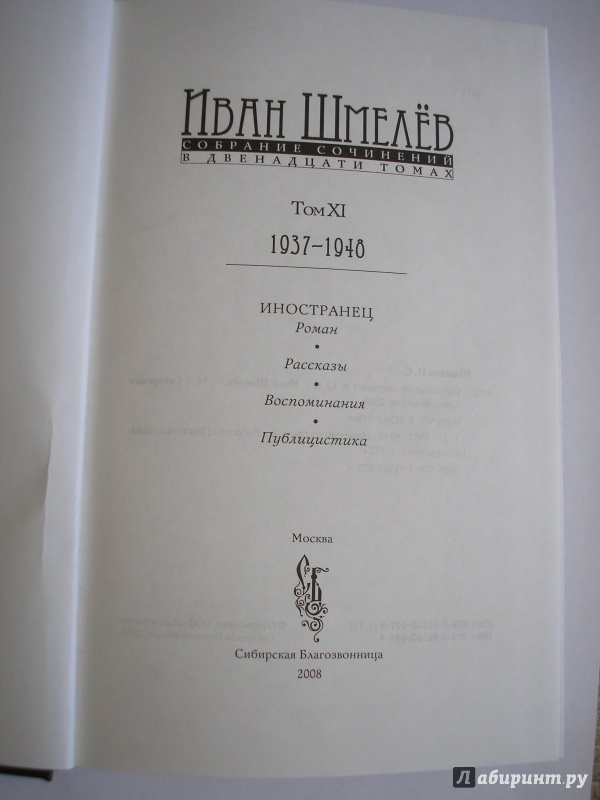 Иван Шмелёв
СОБРАНИЕ СОЧИНЕНИЙ
В ДВЕНАДЦАТИ ТОМАХ
Том XI
1937–1948
ИНОСТРАНЕЦ
Роман
•
Рассказы
•
Воспоминания
•
Публицистика
Москва
Сибирская Благозвонница
2008
Лабиринт.ру